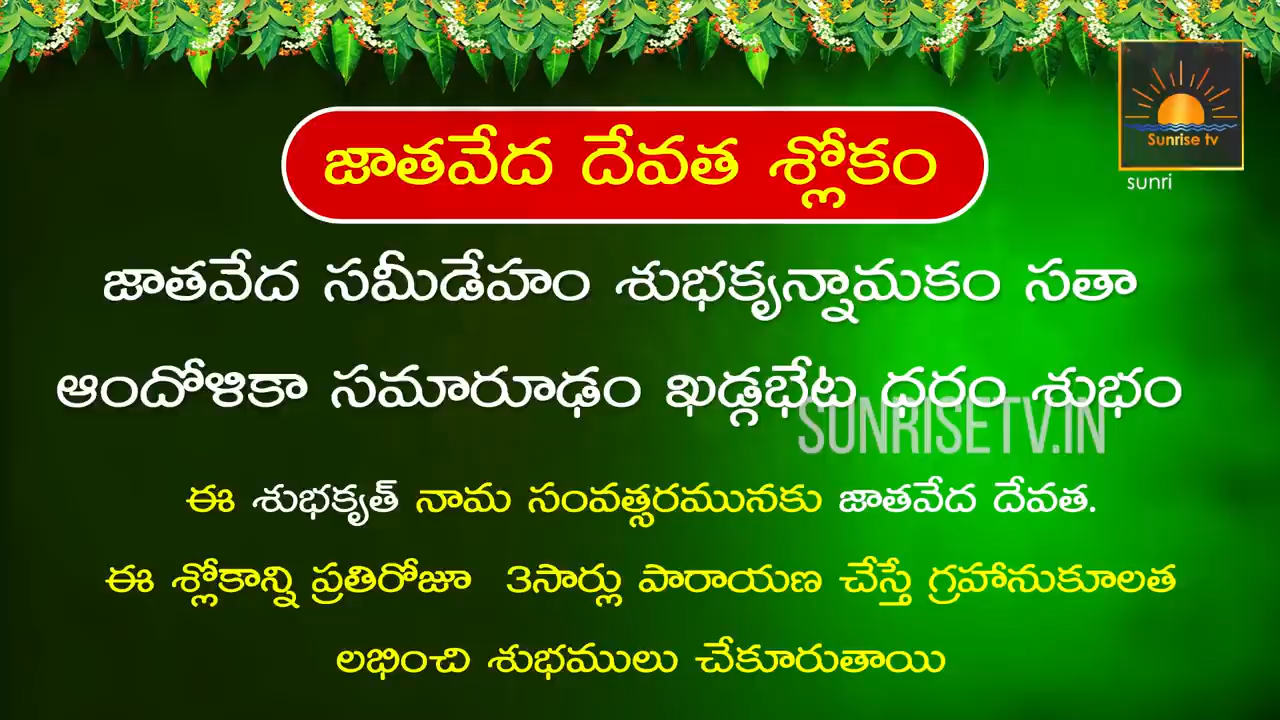 Sunrise tv
sunri
జాతవేద దేవత శ్లోకం
జాతవేద సమీడేహం శుభకృన్నామకం సతా
ఆందోళికా సమారూఢం ఖడ్గభేట ధరం శుభం
SUNRISETV.IN
ఈ శుభకృత్ నామ సంవత్సరమునకు జాతవేద దేవత.
ఈ శ్లోకాన్ని ప్రతిరోజూ 3సార్లు పారాయణ చేస్తే గ్రహానుకూలత
లభించి శుభములు చేకూరుతాయి